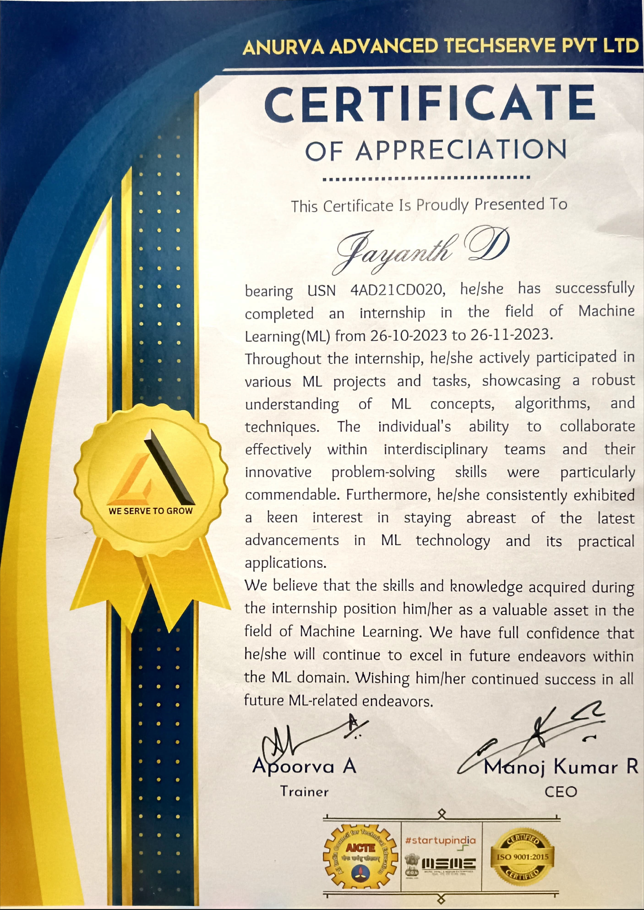 ANURVA ADVANCED TECHSERVE PVT LTD
CERTIFICATE
OF APPRECIATION
This Certificate Is Proudly Presented To
Jayanth D
bearing USN 4AD21CD020, he/she has successfully
completed an internship in the field of Machine
Learning(ML) from 26-10-2023 to 26-11-2023.
Throughout the internship, he/she actively participated in
various ML projects and tasks, showcasing a robust
understanding of ML concepts, algorithms, and
techniques. The individual's ability to collaborate
effectively within interdisciplinary teams and their
innovative problem-solving skills were particularly
commendable. Furthermore, he/she consistently exhibited
a keen interest in staying abreast of the latest
advancements in ML technology and its practical
applications.
We believe that the skills and knowledge acquired during
the internship position him/her as a valuable asset in the
field of Machine Learning. We have full confidence that
he/she will continue to excel in future endeavors within
the ML domain. Wishing him/her continued success in all
future ML-related endeavors.
WE SERVE TO GROW
Apoorva A
Trainer
Manoj Kumar R
CEO
AICTE
#startupindia
MSME
CERTIFIED
ISO 9001:2015
CERTIFIED